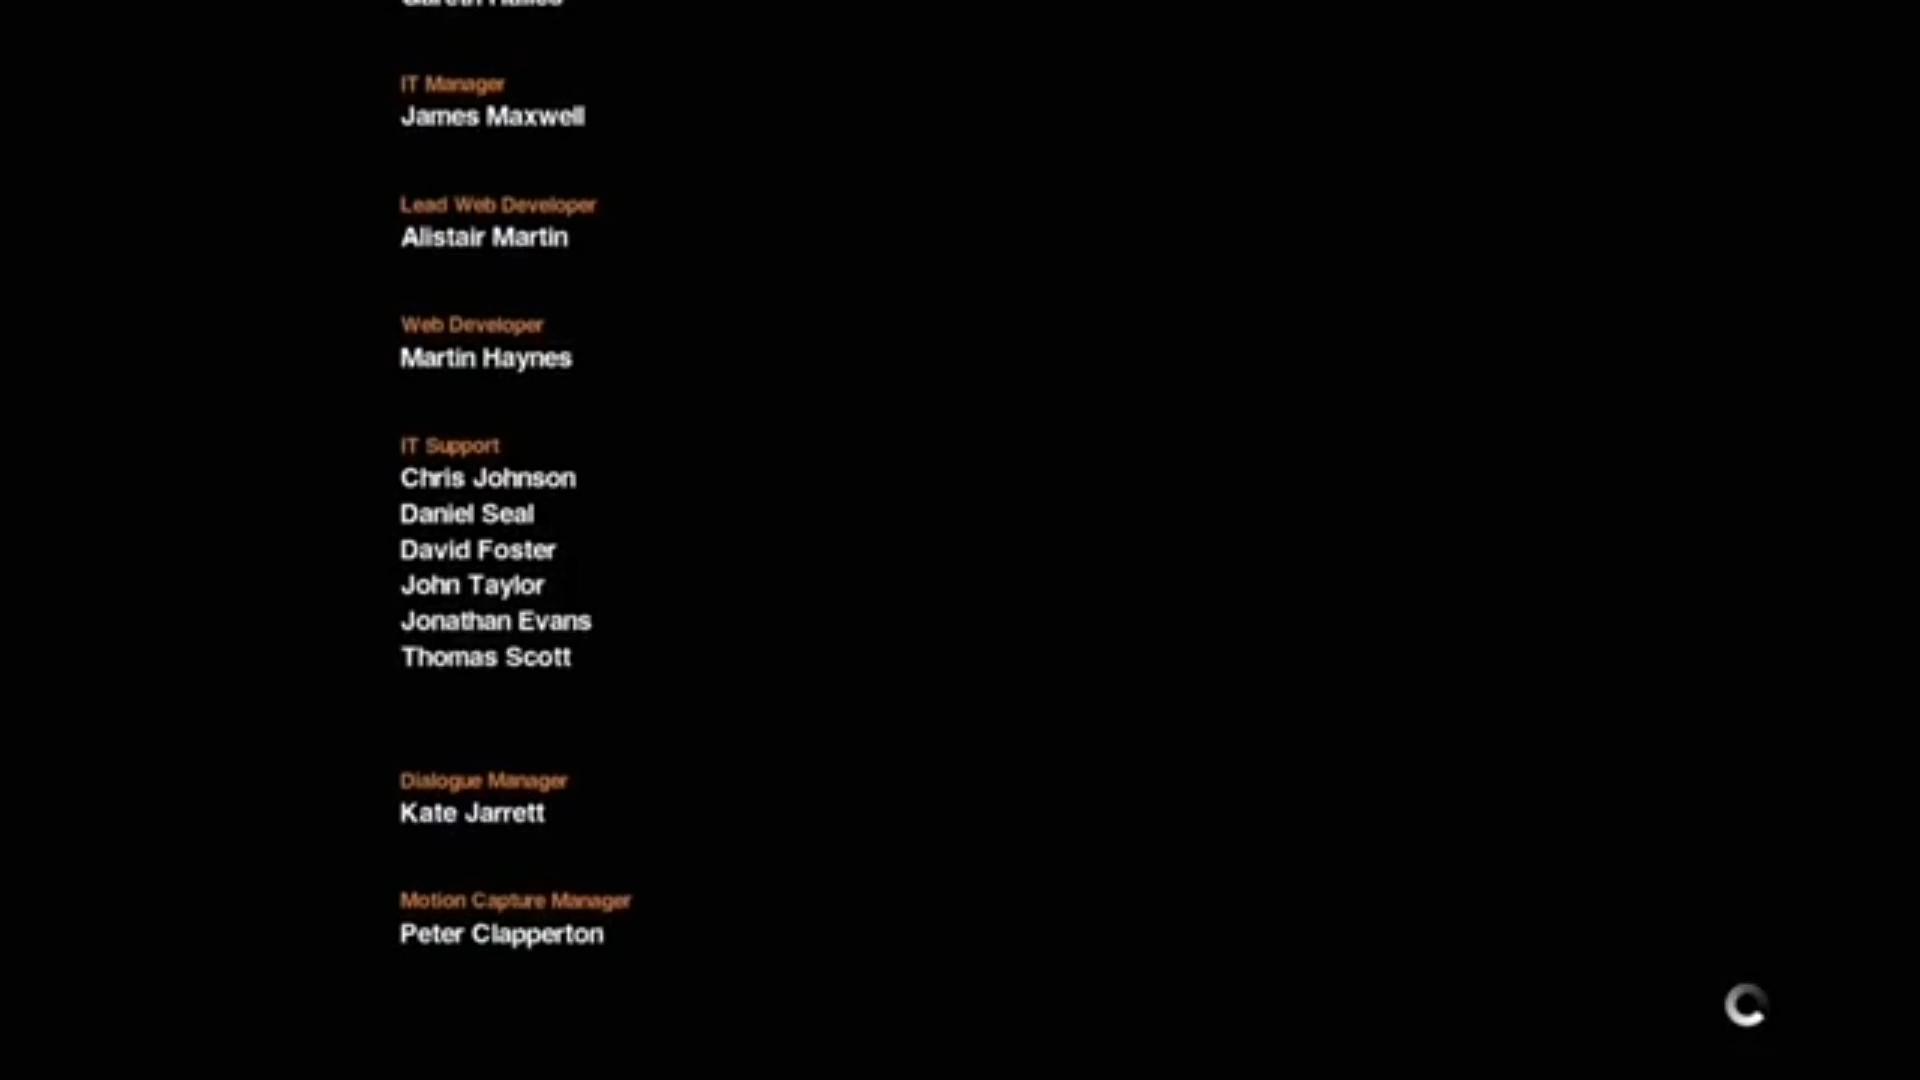 IT Manager
James Maxwell
Lead Web Developer
Alistair Martin
Web Developer
Martin Haynes
IT Support
Chris Johnson
Daniel Seal
David Foster
John Taylor
Jonathan Evans
Thomas Scott
Dialogue Manager
Kate Jarrett
Motion Capture Manager
Peter Clapperton